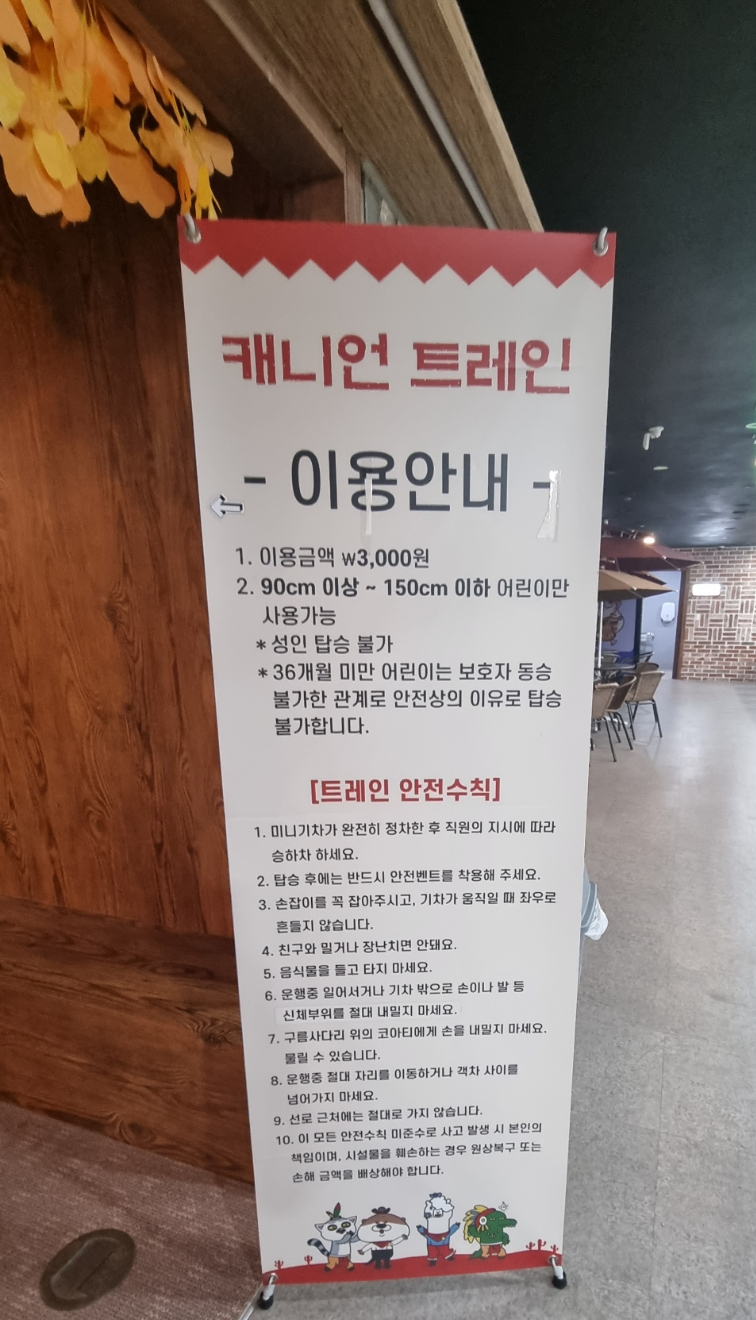 캐니언 트레인
- 이용안내 -
1. 이용금액 ₩3,000원
2. 90cm 이상 ~ 150cm 이하 어린이만
사용가능
* 성인 탑승 불가
* 36개월 미만 어린이는 보호자 동승
불가한 관계로 안전상의 이유로 탑승
불가합니다.
[트레인 안전수칙]
1. 미니기차가 완전히 정차한 후 직원의 지시에 따라
승하차 하세요.
2. 탑승 후에는 반드시 안전벤트를 착용해 주세요.
3. 손잡이를 꼭 잡아주시고, 기차가 움직일 때 좌우로
흔들지 않습니다.
4. 친구와 밀거나 장난치면 안돼요.
5. 음식물을 들고 타지 마세요.
6. 운행중 일어서거나 기차 밖으로 손이나 발 등
신체부위를 절대 내밀지 마세요.
7. 구름사다리 위의 코아티에게 손을 내밀지 마세요.
물릴 수 있습니다.
8. 운행중 절대 자리를 이동하거나 객차 사이를
넘어가지 마세요.
9. 선로 근처에는 절대로 가지 않습니다.
10. 이 모든 안전수칙 미준수로 사고 발생 시 본인의
책임이며, 시설물을 훼손하는 경우 원상복구 또는
손해 금액을 배상해야 합니다.